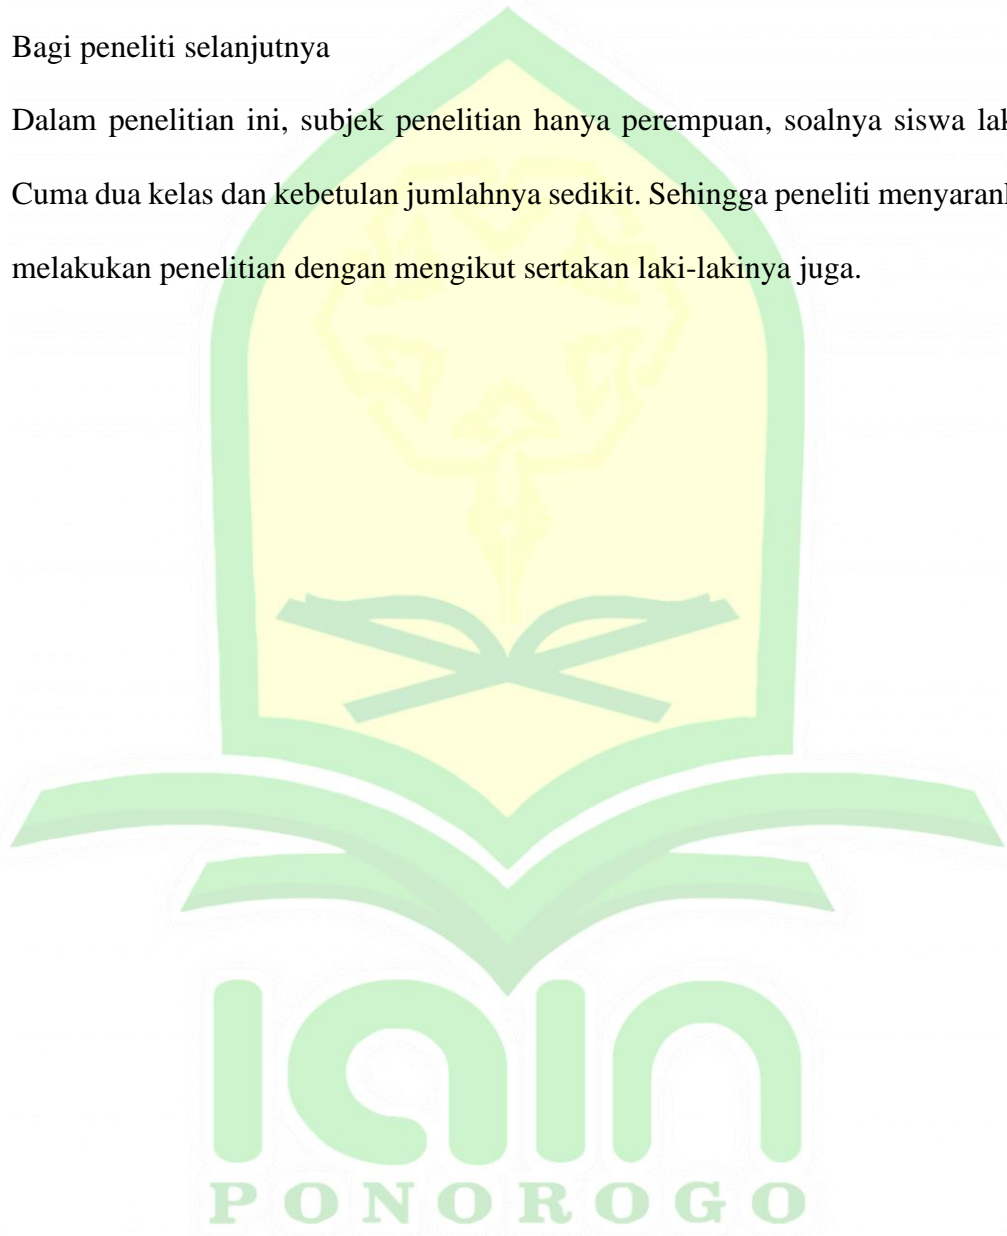 Bagi peneliti selanjutnya
Dalam penelitian ini, subjek penelitian hanya perempuan, soalnya siswa
Cuma dua kelas dan kebetulan jumlahnya sedikit. Sehingga peneliti
melakukan penelitian dengan mengikut sertakan laki-lakinya juga.
iain
PONOROGO